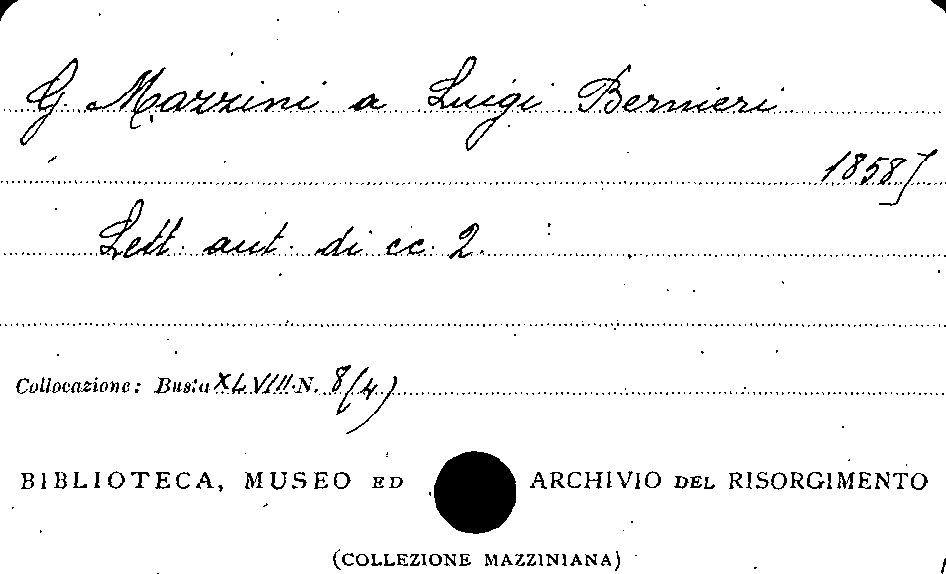 G. Mazzini a Luigi Bernieri
1858]
Lett. aut. di cc. 2.
Collocazione: Busta XLVIII N. 8(4)
BIBLIOTECA, MUSEO ED ARCHIVIO DEL RISORGIMENTO
(COLLEZIONE MAZZINIANA)